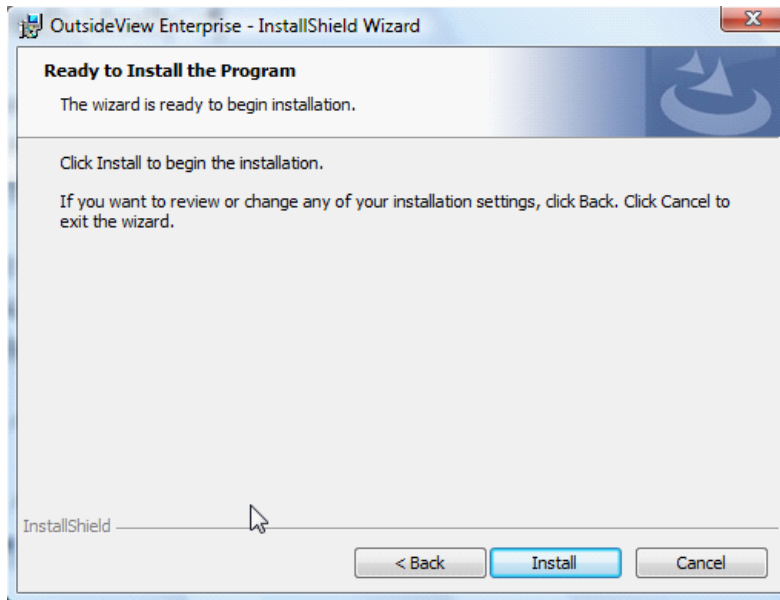 OutsideView Enterprise - InstallShield Wizard
Ready to Install the Program
The wizard is ready to begin installation.
Click Install to begin the installation.
If you want to review or change any of your installation settings, click Back. Click Cancel to
exit the wizard.
InstallShield
< Back Install Cancel